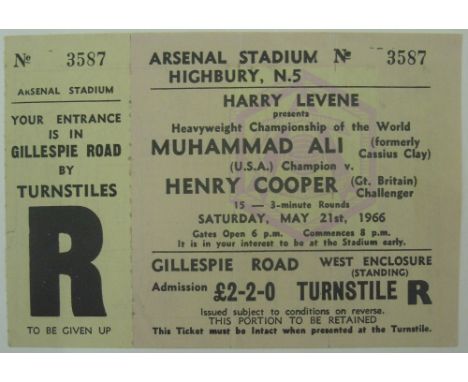 No 3587
ARSENAL STADIUM
YOUR ENTRANCE
IS IN
GILLESPIE ROAD
BY
TURNSTILES
R
TO BE GIVEN UP
ARSENAL STADIUM No 3587
HIGHBURY, N.5
HARRY LEVENE
presents
Heavyweight Championship of the World
MUHAMMAD ALI (formerly Cassius Clay)
(U.S.A.) Champion v.
HENRY COOPER (Gt. Britain) Challenger
15 — 3-minute Rounds
SATURDAY, MAY 21st, 1966
Gates Open 6 p.m. Commences 8 p.m.
It is in your interest to be at the Stadium early.
GILLESPIE ROAD WEST ENCLOSURE
(STANDING)
Admission £2-2-0 TURNSTILE R
Issued subject to conditions on reverse.
THIS PORTION TO BE RETAINED
This Ticket must be Intact when presented at the Turnstile.